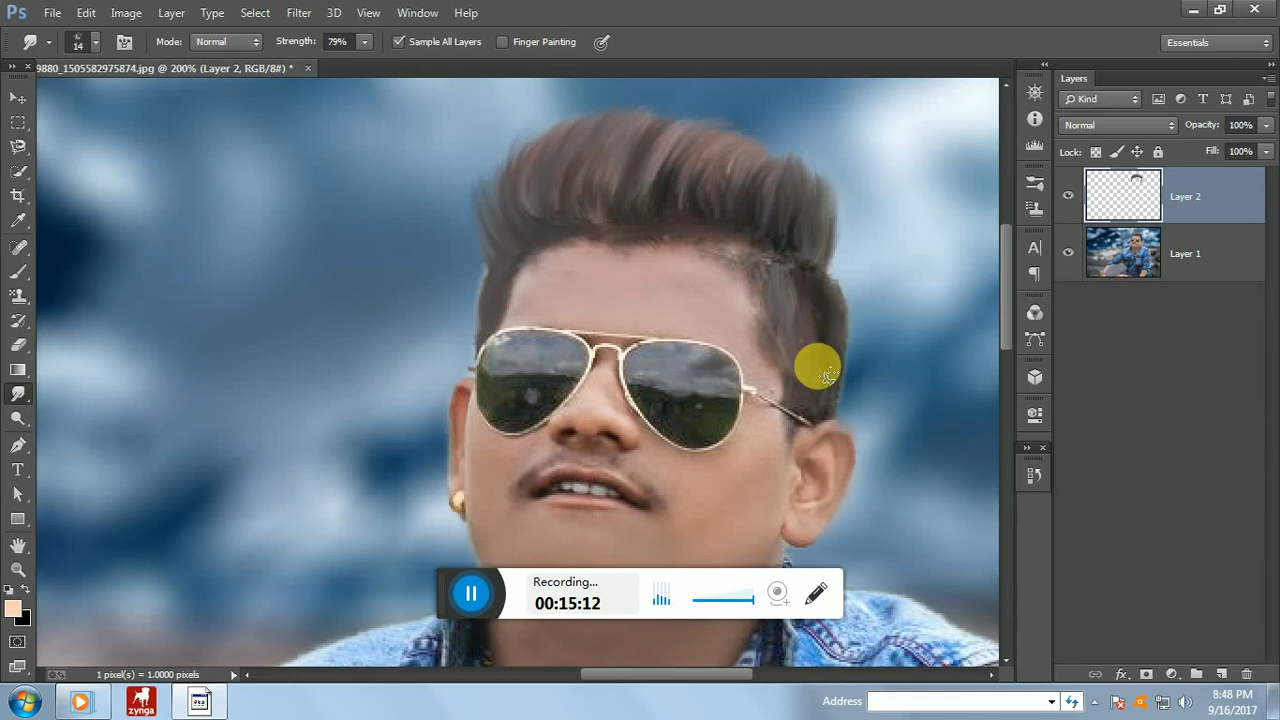 Ps File Edit Image Layer Type Select Filter 3D View Window Help
14 Mode: Normal Strength: 79% Sample All Layers Finger Painting Essentials
9880_1505582975874.jpg @ 200% (Layer 2, RGB/8#) * ×
Layers
Kind
Normal Opacity: 100%
Lock: Fill: 100%
Layer 2
Layer 1
Recording...
00:15:12
1 pixel(s) = 1.0000 pixels
zynga
Address
8:48 PM
9/16/2017